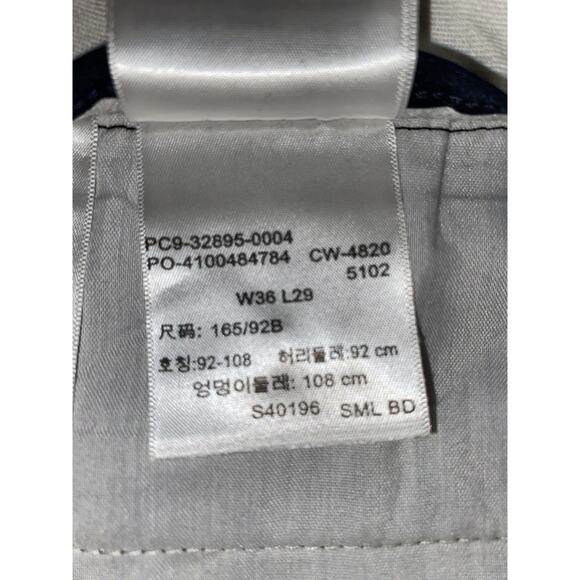 PC9-32895-0004
PO-4100484784 CW-4820
5102
W36 L29
尺码: 165/92B
호칭:92-108 허리둘레:92 cm
엉덩이둘레: 108 cm
S40196 SML BD